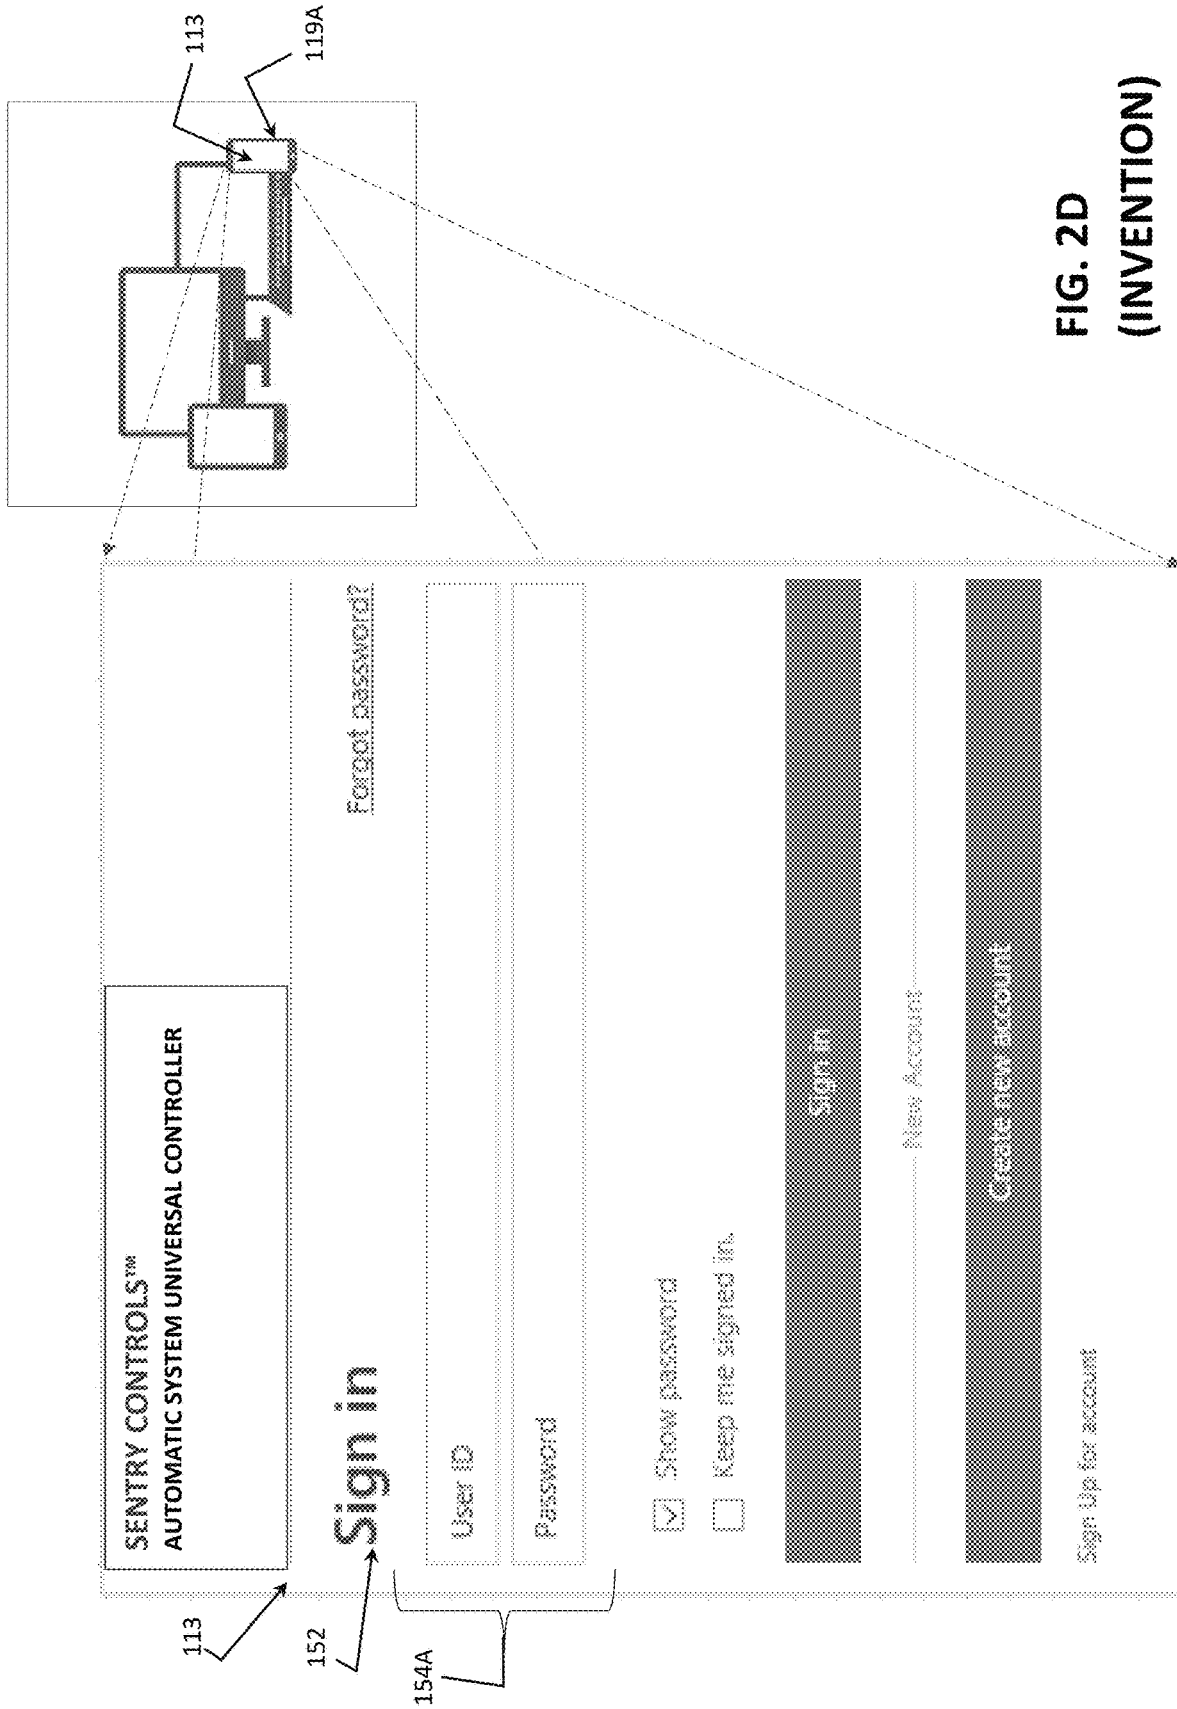 113
SENTRY CONTROLS™
AUTOMATIC SYSTEM UNIVERSAL CONTROLLER
152
Sign in
Forgot password?
154A
User ID
Password
Show password
Keep me signed in.
Sign in
New Account
Create new account
Sign Up for account
113
119A
FIG. 2D
(INVENTION)